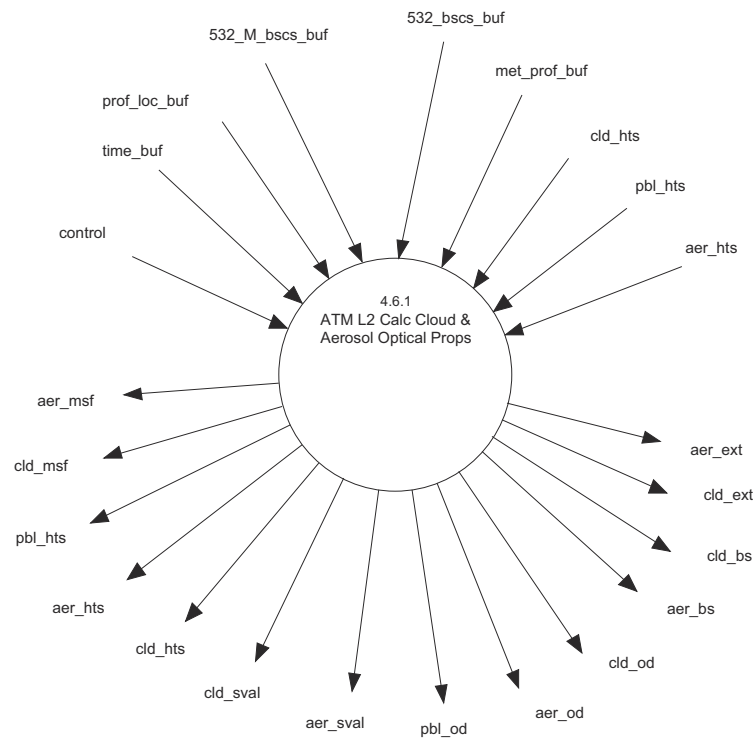 532_bscs_buf
532_M_bscs_buf
met_prof_buf
prof_loc_buf
cld_hts
time_buf
pbl_hts
control
aer_hts
4.6.1
ATM L2 Calc Cloud &
Aerosol Optical Props
aer_msf
aer_ext
cld_msf
cld_ext
pbl_hts
cld_bs
aer_hts
aer_bs
cld_hts
cld_od
cld_sval
aer_od
aer_sval
pbl_od